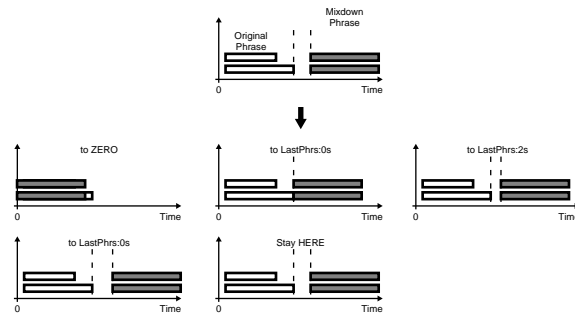 Mixdown
Phrase
Original
Phrase
0
Time
to ZERO
0
Time
to LastPhrs:0s
0
Time
to LastPhrs:2s
0
Tim
to LastPhrs:0s
0
Time
Stay HERE
0
Time